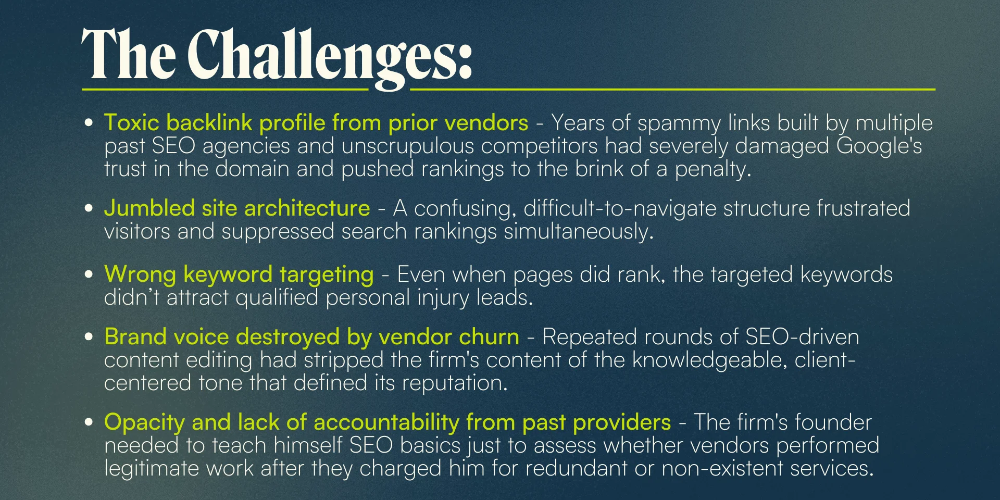 The Challenges:
• Toxic backlink profile from prior vendors - Years of spammy links built by multiple
past SEO agencies and unscrupulous competitors had severely damaged Google's
trust in the domain and pushed rankings to the brink of a penalty.
• Jumbled site architecture - A confusing, difficult-to-navigate structure frustrated
visitors and suppressed search rankings simultaneously.
• Wrong keyword targeting - Even when pages did rank, the targeted keywords
didn’t attract qualified personal injury leads.
• Brand voice destroyed by vendor churn - Repeated rounds of SEO-driven
content editing had stripped the firm's content of the knowledgeable, client-
centered tone that defined its reputation.
• Opacity and lack of accountability from past providers - The firm's founder
needed to teach himself SEO basics just to assess whether vendors performed
legitimate work after they charged him for redundant or non-existent services.